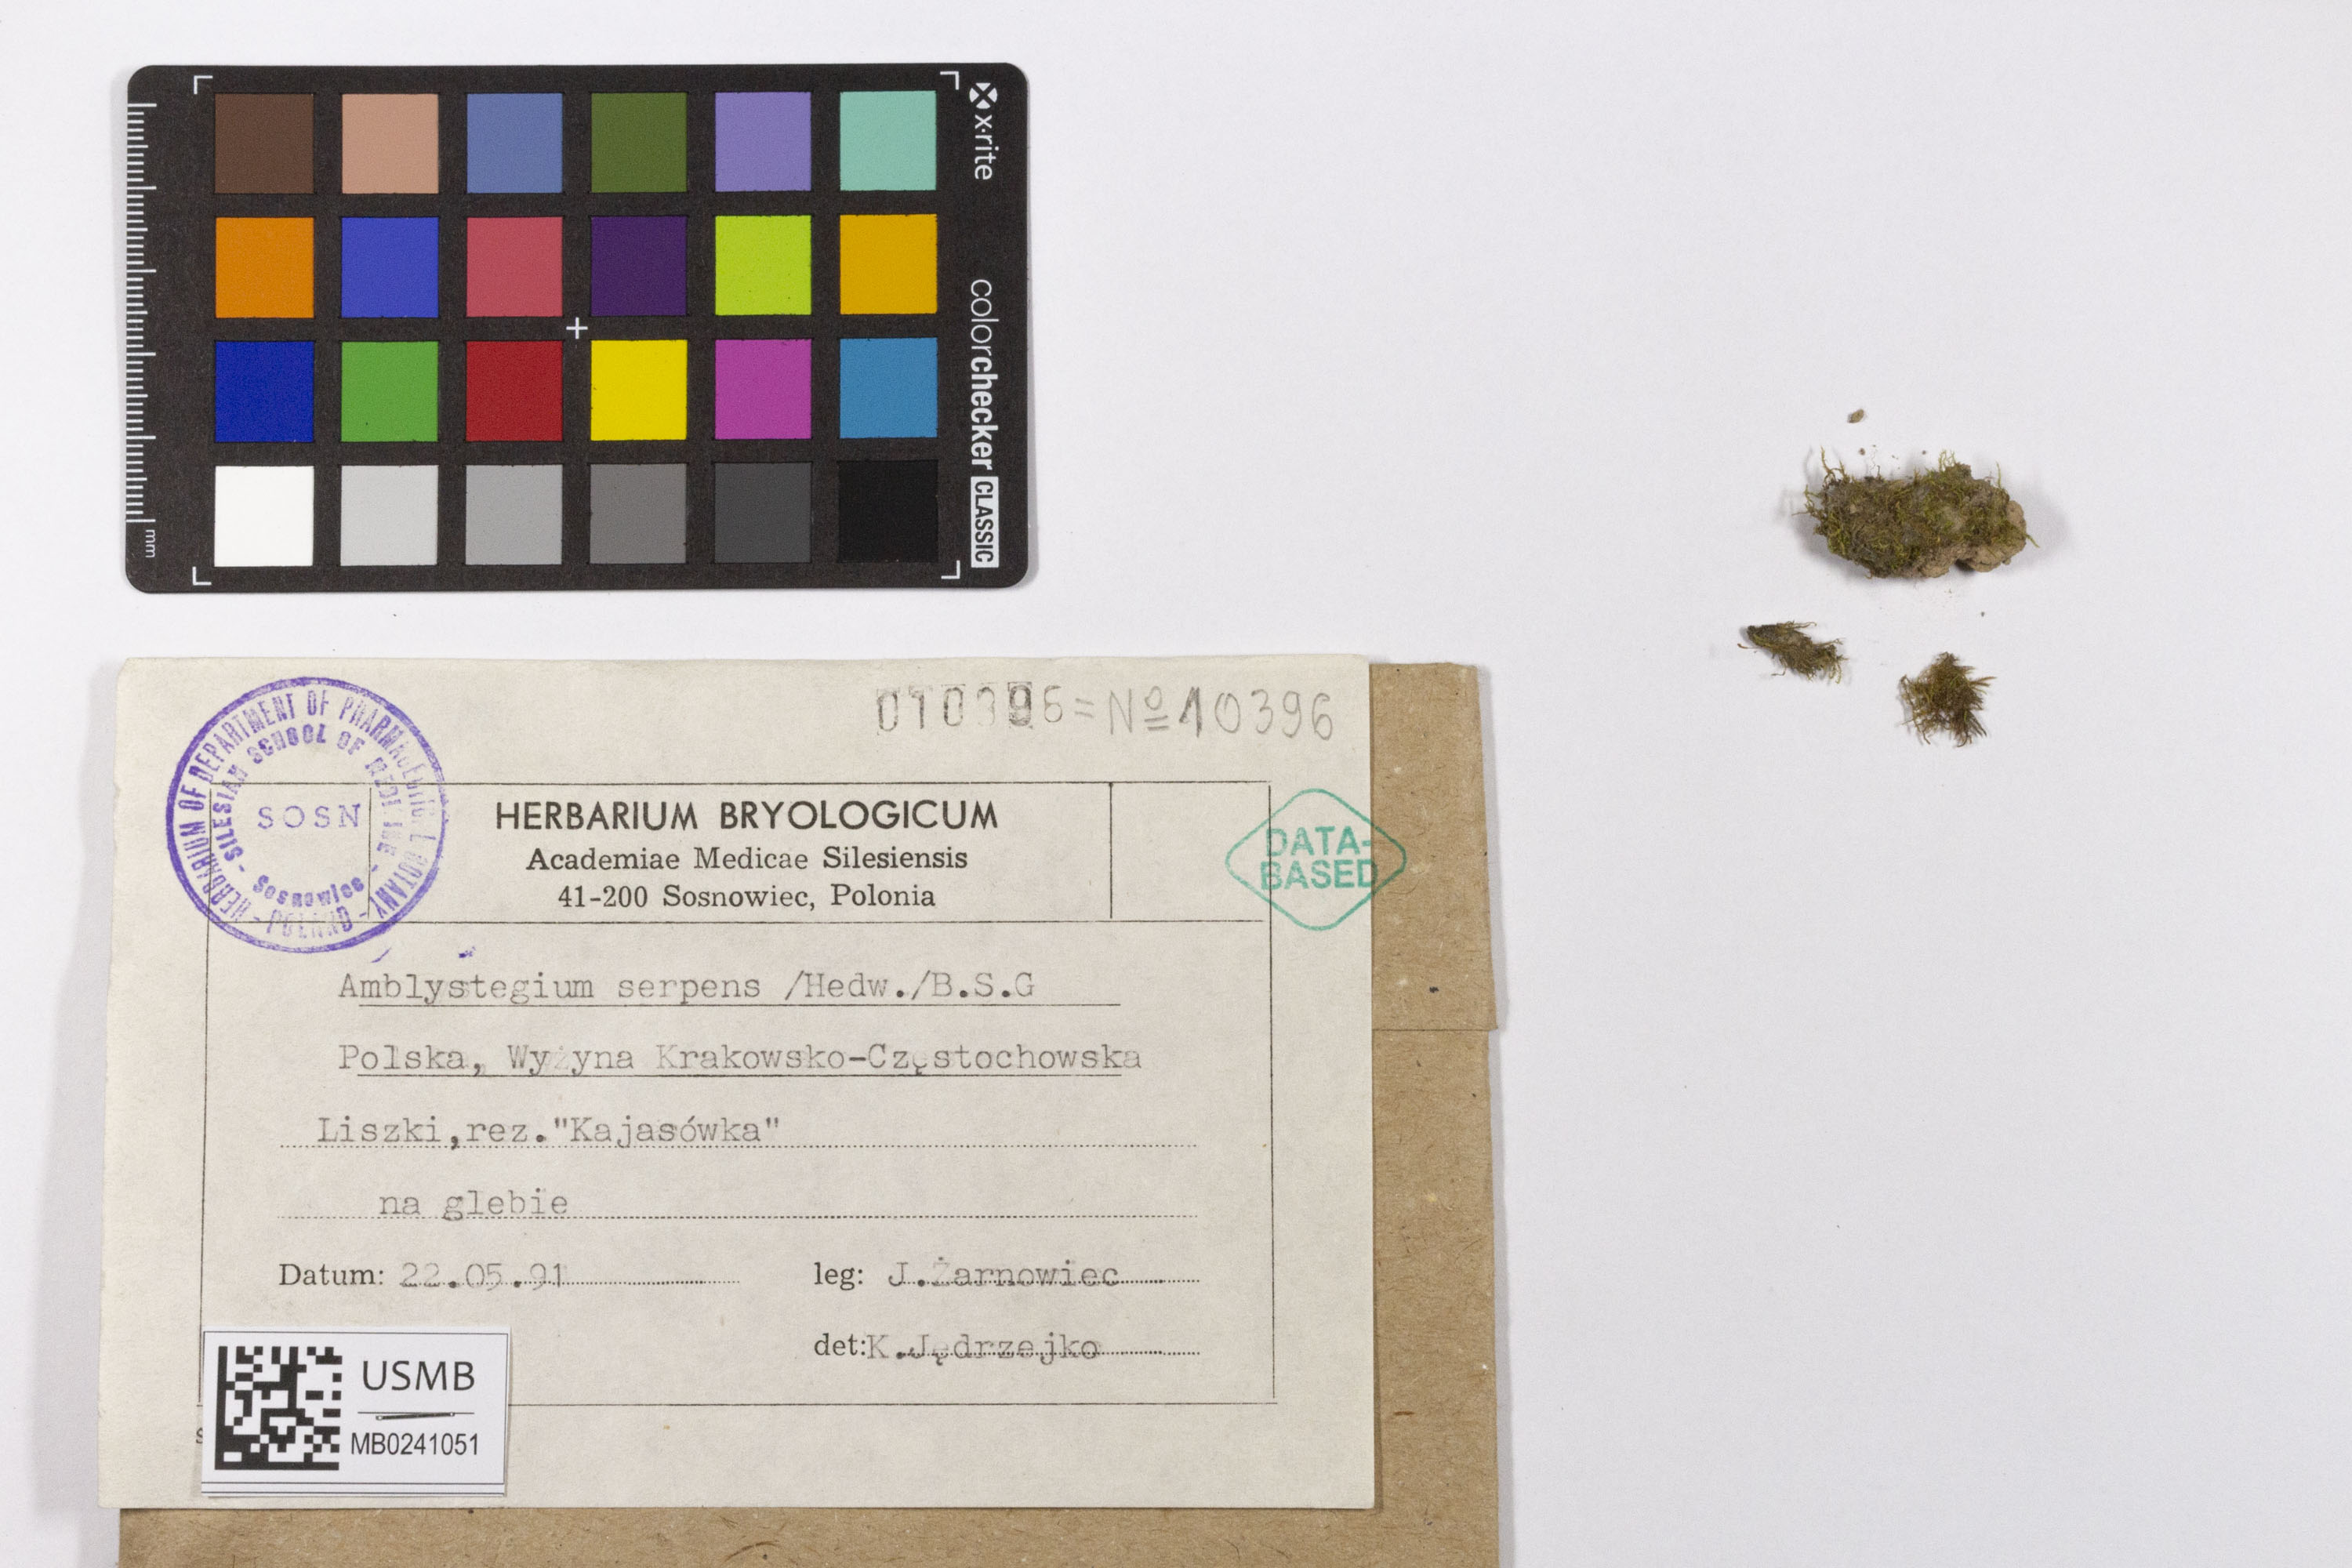 x·rite
colorchecker CLASSIC
mm
010396 = No 10396
HERBARIUM OF DEPARTMENT OF PHARMACEUTICAL BOTANY - POLAND -
SILESIAN SCHOOL OF MEDICINE - Sosnowiec -
SOSN
HERBARIUM BRYOLOGICUM
Academiae Medicae Silesiensis
41-200 Sosnowiec, Polonia
DATA-
BASED
Amblystegium serpens /Hedw./B.S.G
Polska, Wyżyna Krakowsko-Częstochowska
Liszki,rez."Kajasówka"
na glebie
Datum: 22.05.91 leg: J.Żarnowiec
det:K.Jędrzejko
USMB
MB0241051